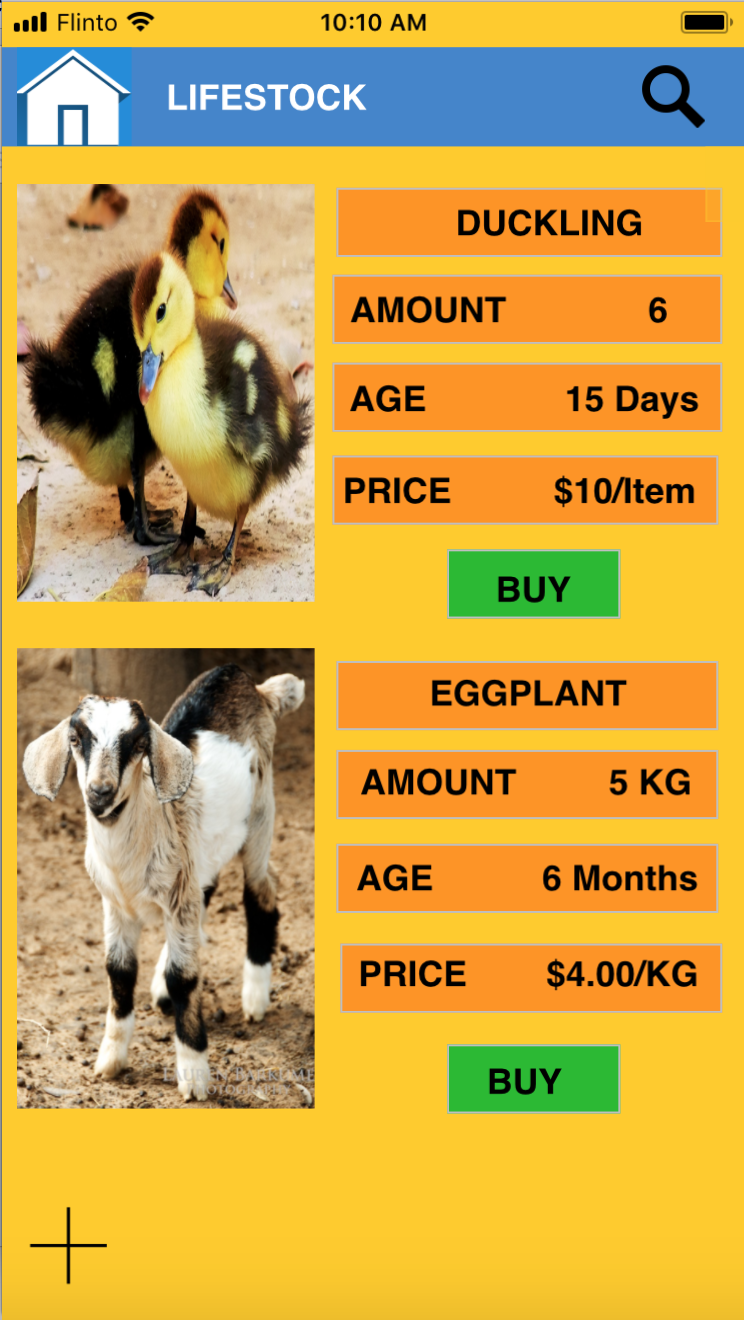 Flinto 10:10 AM
LIFESTOCK
DUCKLING
AMOUNT 6
AGE 15 Days
PRICE $10/Item
BUY
EGGPLANT
AMOUNT 5 KG
AGE 6 Months
PRICE $4.00/KG
BUY